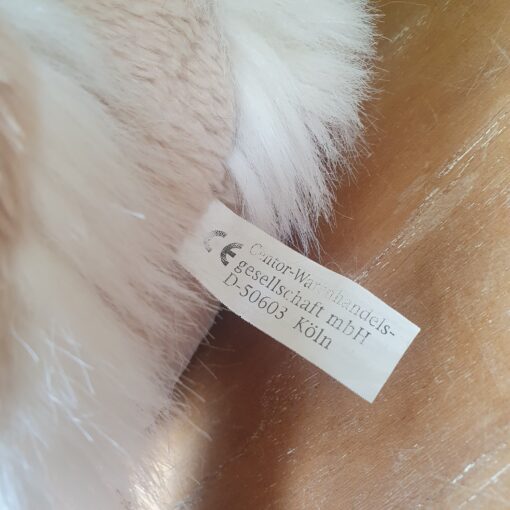 CE Centor-Warenhandels-
gesellschaft mbH
D-50603 Köln